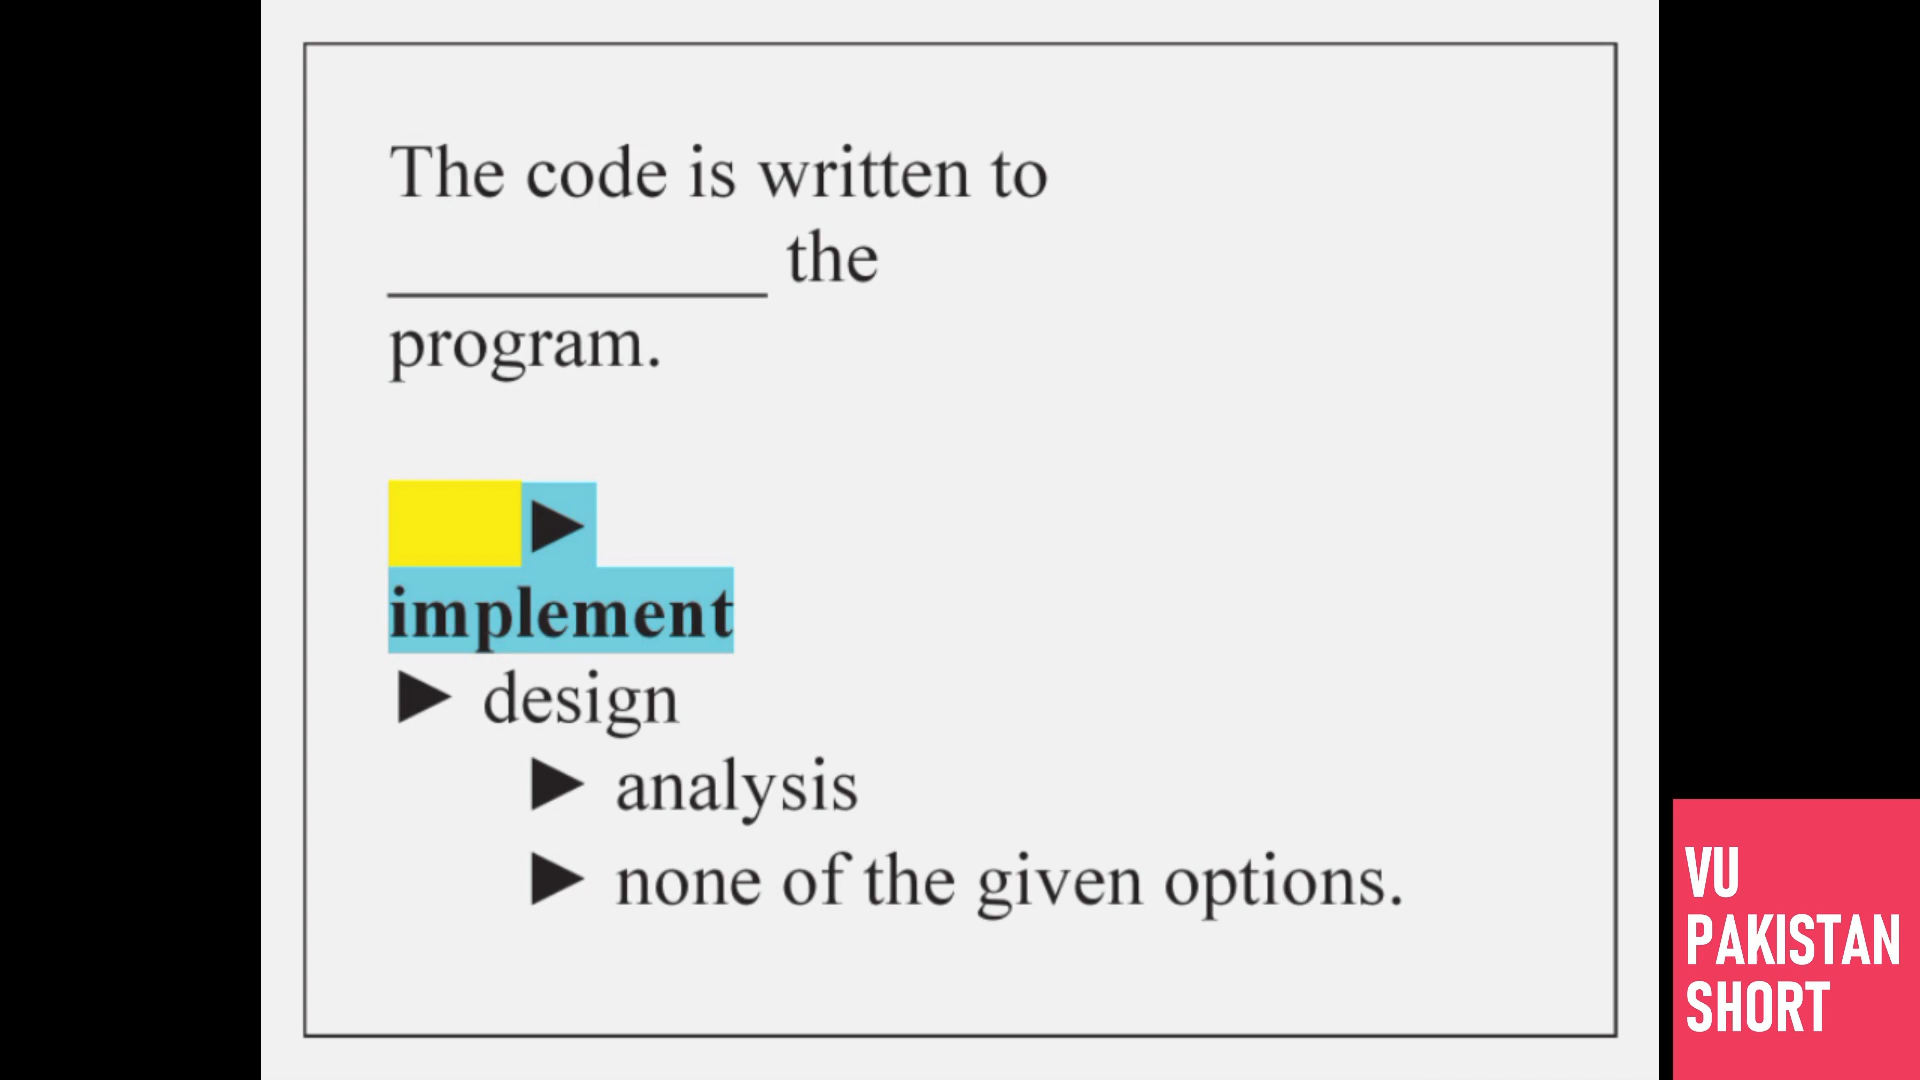 The code is written to
__________ the
program.
►
implement
► design
► analysis
► none of the given options.
VU
PAKISTAN
SHORT